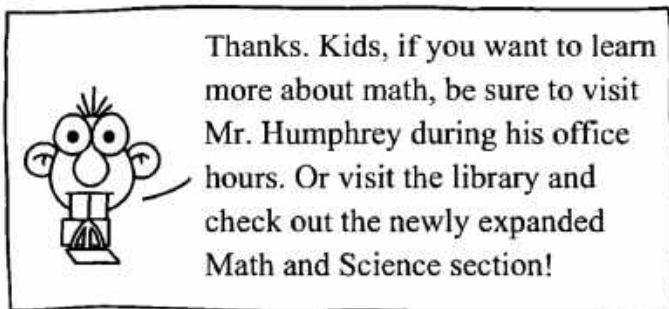 Thanks. Kids, if you want to learn
more about math, be sure to visit
Mr. Humphrey during his office
hours. Or visit the library and
check out the newly expanded
Math and Science section!